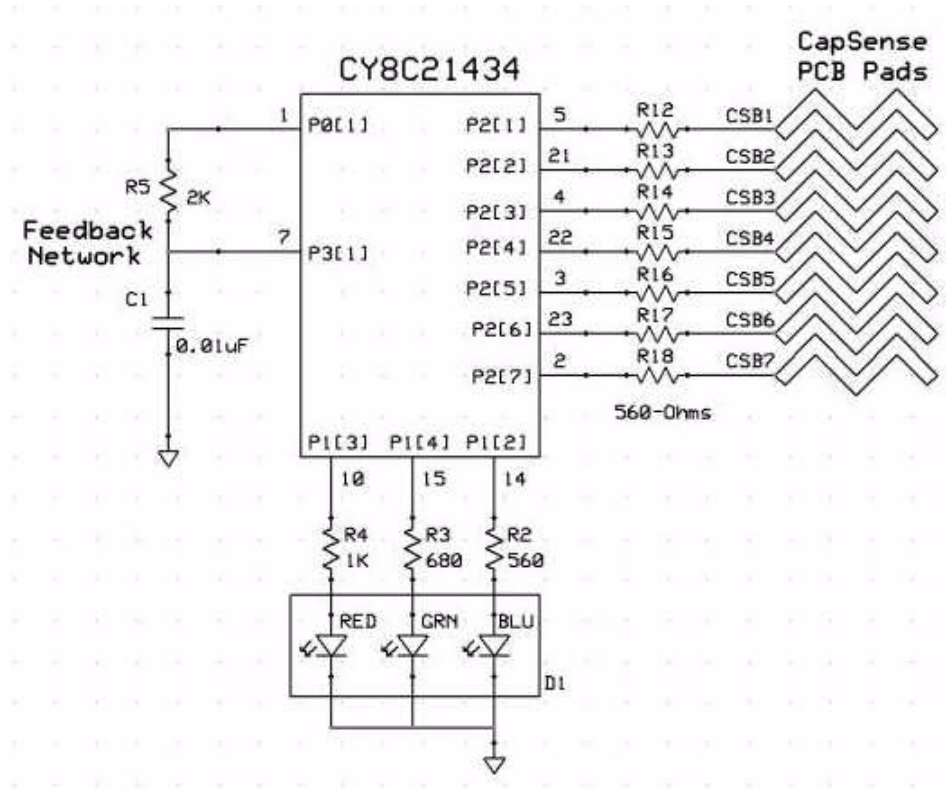 CapSense
PCB Pads
CY8C21434
1
P0[1]
P2[1]
5
R12
CSB1
P2[2]
21
R13
CSB2
R5
2K
P2[3]
4
R14
CSB3
Feedback
Network
7
P3[1]
P2[4]
22
R15
CSB4
C1
0.01uF
P2[5]
3
R16
CSB5
P2[6]
23
R17
CSB6
P2[7]
2
R18
CSB7
560-Ohms
P1[3]
P1[4]
P1[2]
10
15
14
R4
1K
R3
680
R2
560
RED
GRN
BLU
D1